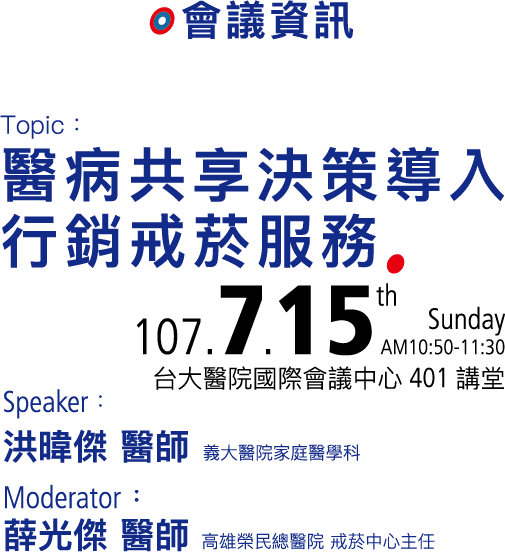 會議資訊
Topic：
醫病共享決策導入
行銷戒菸服務
107.7.15th Sunday
AM10:50-11:30
台大醫院國際會議中心 401 講堂
Speaker：
洪暐傑 醫師 義大醫院家庭醫學科
Moderator：
薛光傑 醫師 高雄榮民總醫院 戒菸中心主任